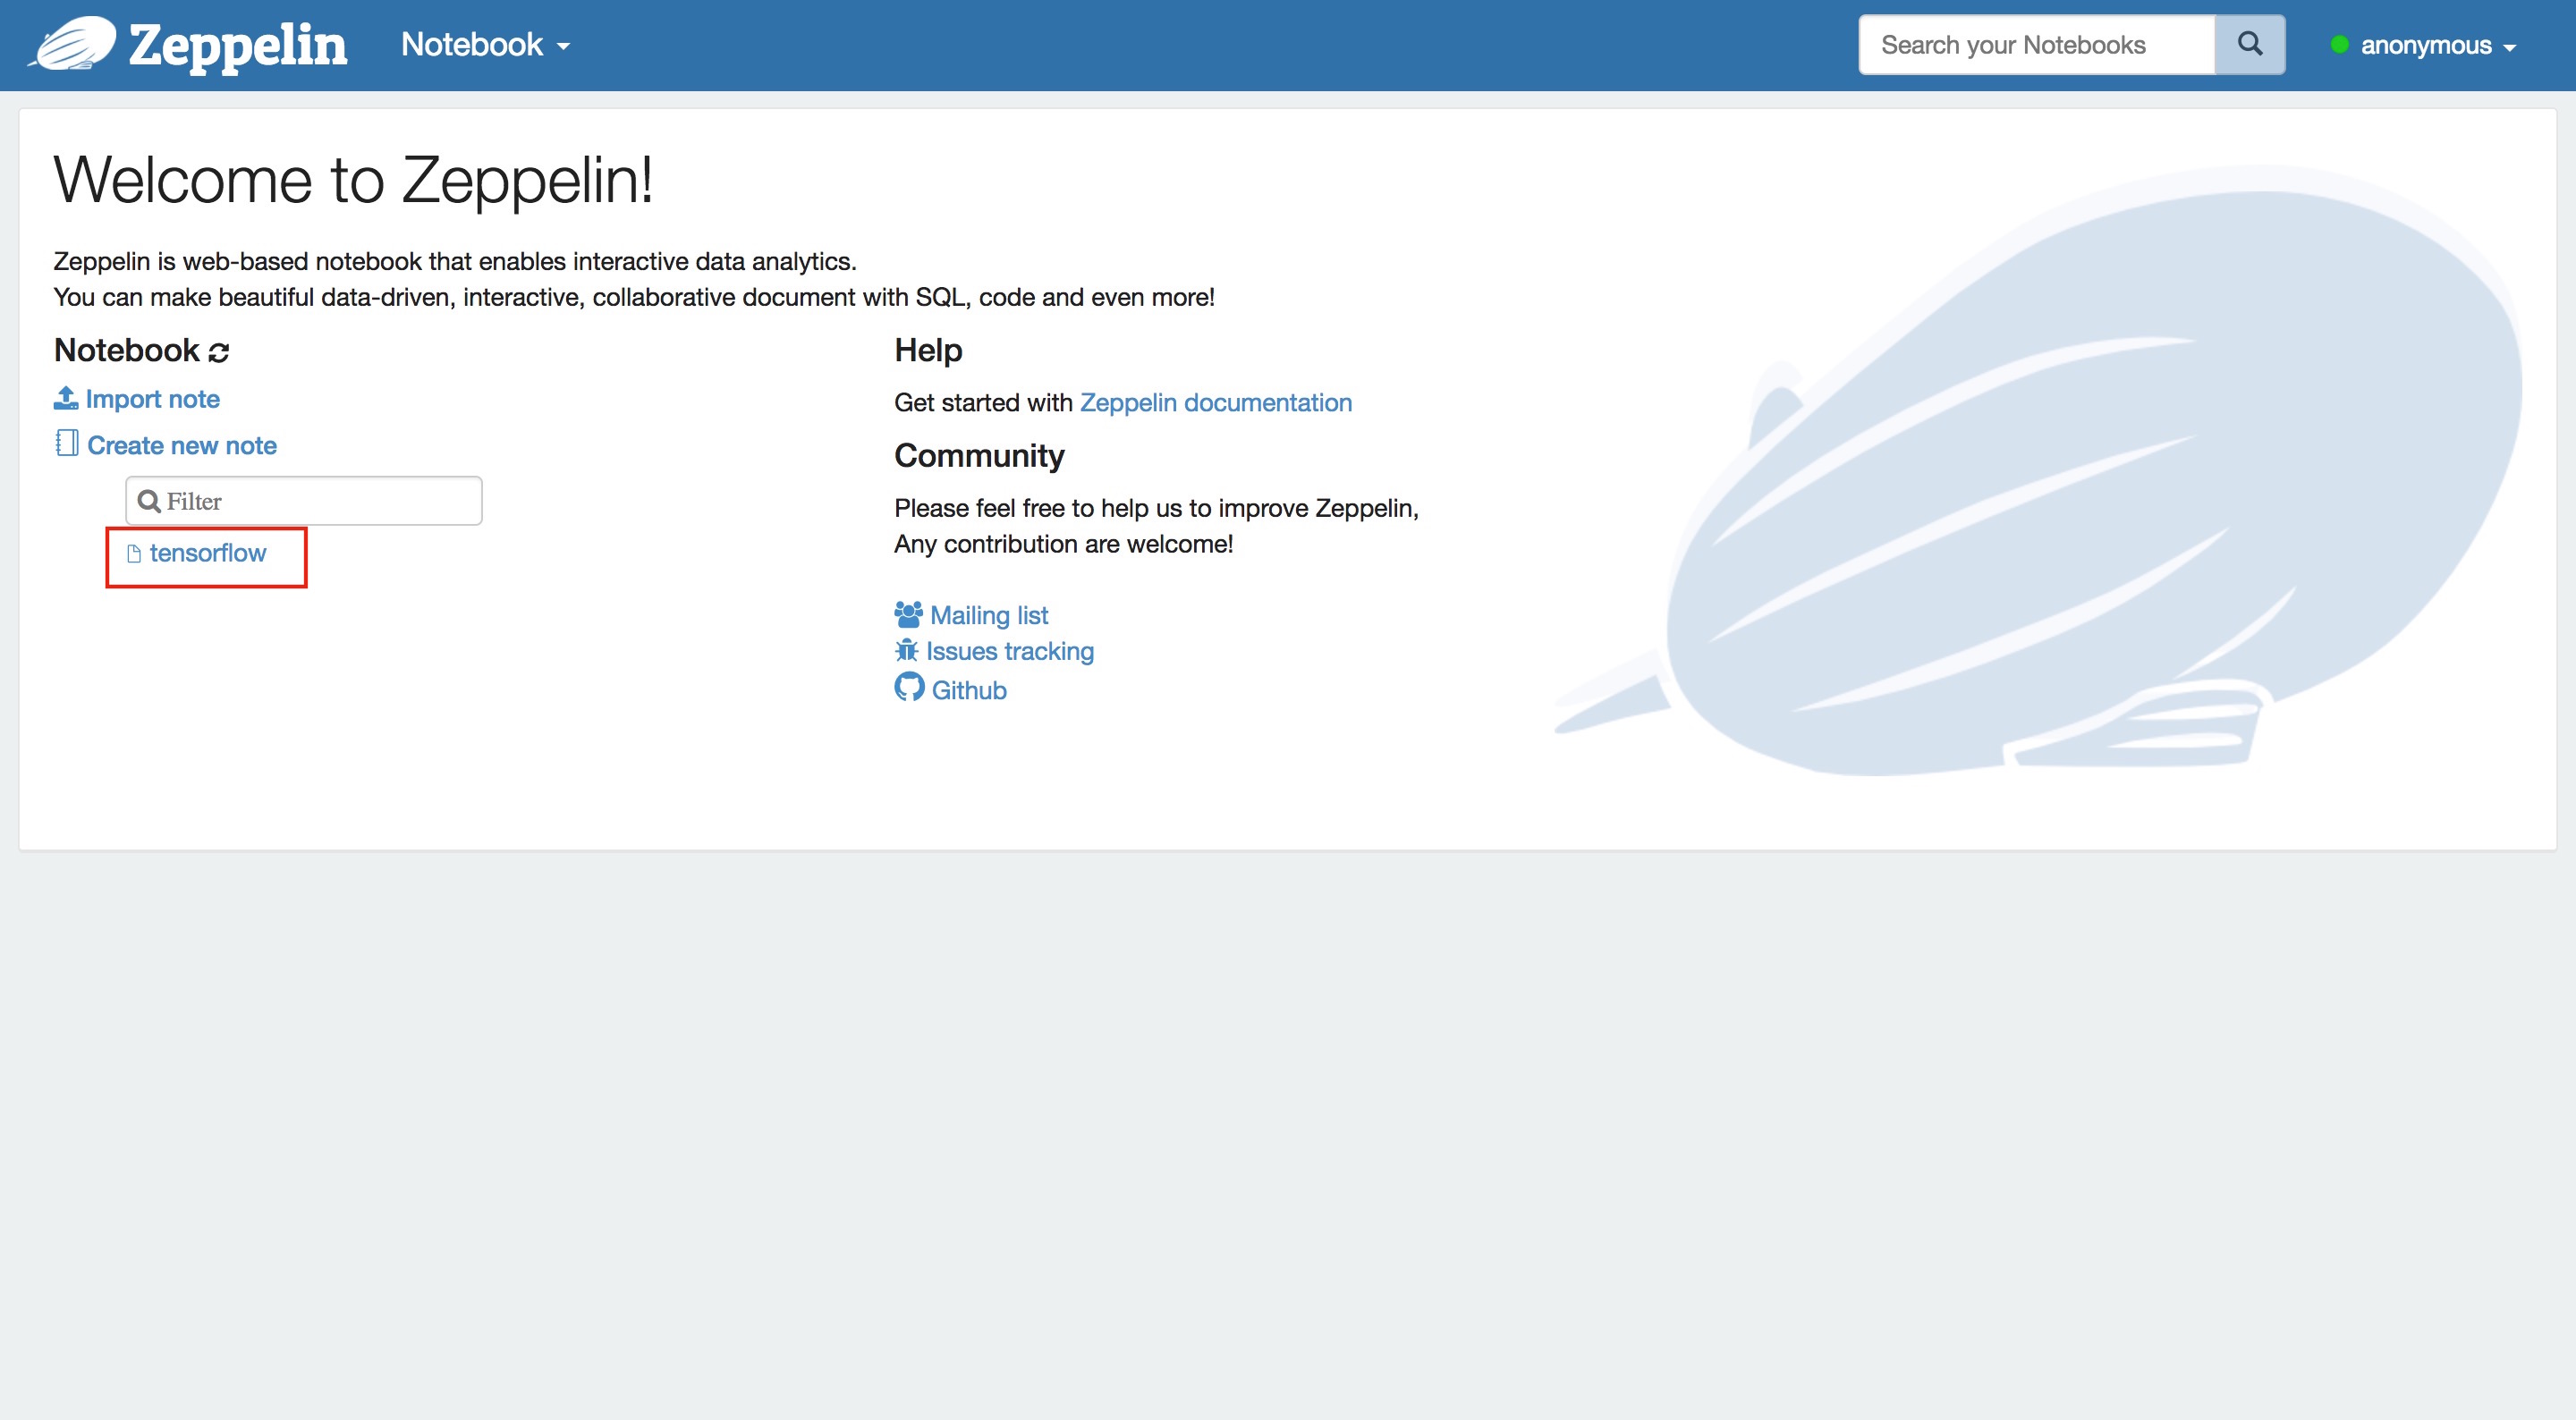 Zeppelin Notebook
Search your Notebooks
anonymous
Welcome to Zeppelin!
Zeppelin is web-based notebook that enables interactive data analytics.
You can make beautiful data-driven, interactive, collaborative document with SQL, code and even more!
Notebook
Import note
Create new note
Filter
tensorflow
Help
Get started with Zeppelin documentation
Community
Please feel free to help us to improve Zeppelin,
Any contribution are welcome!
Mailing list
Issues tracking
Github